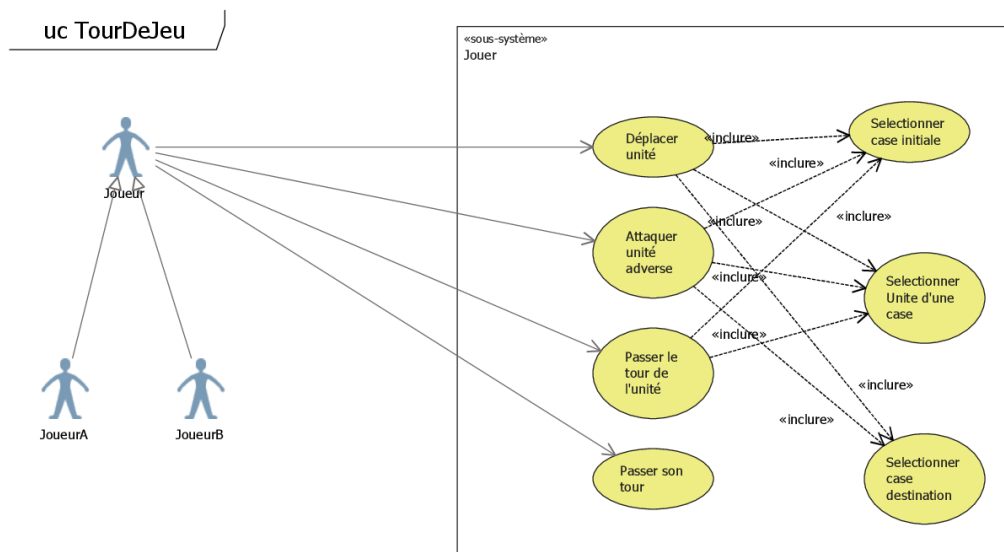 uc TourDeJeu
«sous-système»
Jouer
Joueur
JoueurA
JoueurB
Déplacer
unité
Attaquer
unité
adverse
Passer le
tour de
l'unité
Passer son
tour
«inclure»
«inclure»
«inclure»
«inclure»
«inclure»
«inclure»
«inclure»
Selectionner
case initiale
Selectionner
Unite d'une
case
Selectionner
case
destination